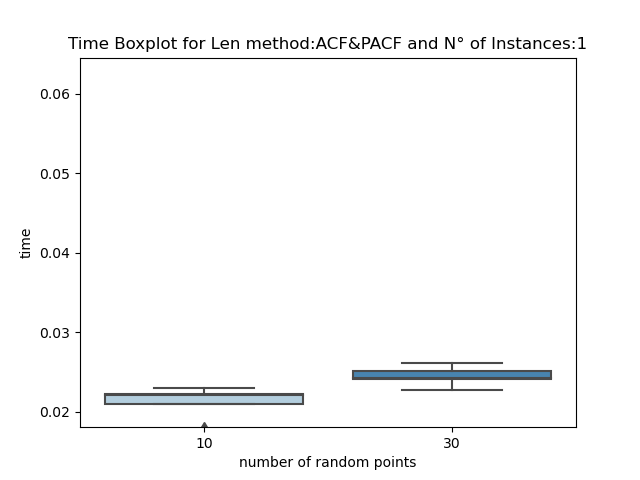 Time Boxplot for Len method:ACF&PACF and N° of Instances:1
0.06
0.05
0.04
0.03
0.02
time
10
30
number of random points